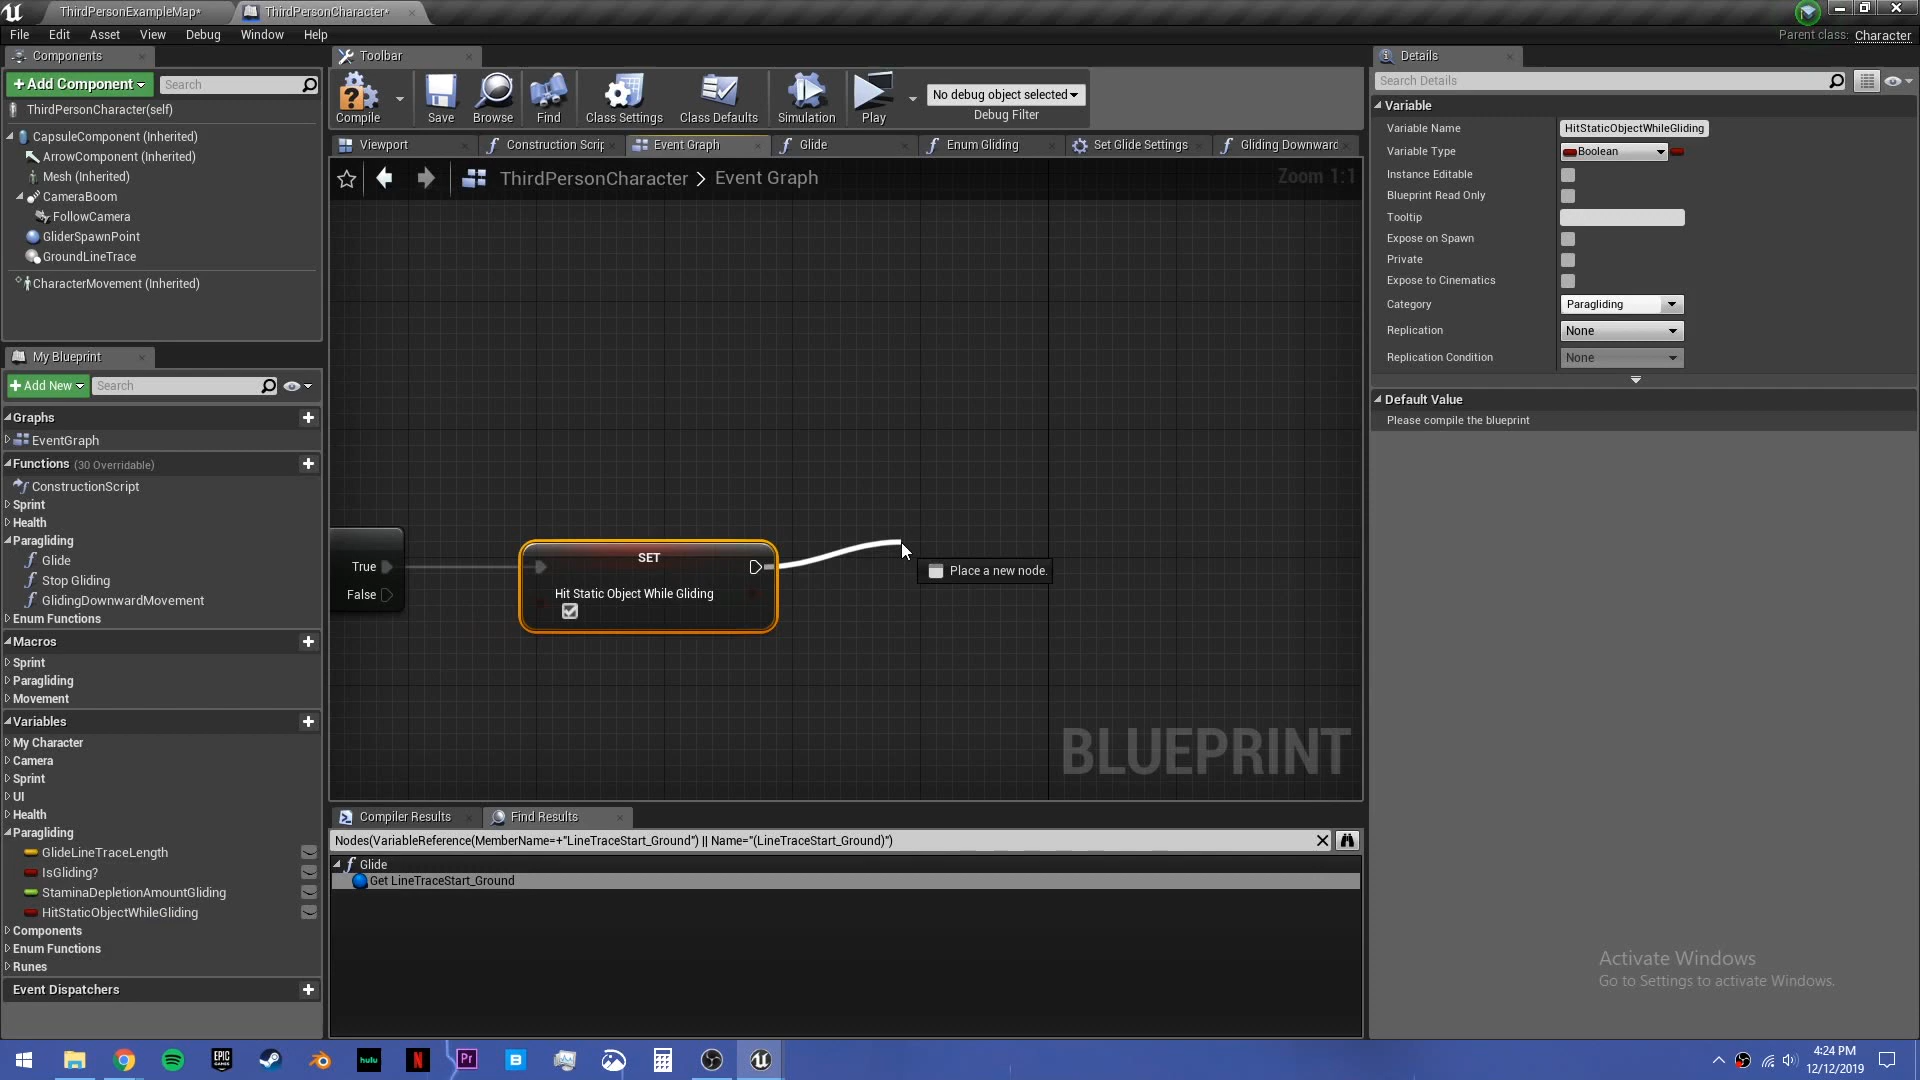 ThirdPersonExampleMap*
ThirdPersonCharacter*
File Edit Asset View Debug Window Help
Parent class: Character
Components
+ Add Component
Search
ThirdPersonCharacter(self)
CapsuleComponent (Inherited)
ArrowComponent (Inherited)
Mesh (Inherited)
CameraBoom
FollowCamera
GliderSpawnPoint
GroundLineTrace
CharacterMovement (Inherited)
My Blueprint
+ Add New
Search
Graphs
EventGraph
Functions (30 Overridable)
ConstructionScript
Sprint
Health
Paragliding
Glide
Stop Gliding
GlidingDownwardMovement
Enum Functions
Macros
Sprint
Paragliding
Movement
Variables
My Character
Camera
Sprint
UI
Health
Paragliding
GlideLineTraceLength
IsGliding?
StaminaDepletionAmountGliding
HitStaticObjectWhileGliding
Components
Enum Functions
Runes
Event Dispatchers
Toolbar
Compile
Save
Browse
Find
Class Settings
Class Defaults
Simulation
Play
No debug object selected
Debug Filter
Viewport
Construction Scrip
Event Graph
Glide
Enum Gliding
Set Glide Settings
Gliding Downward
ThirdPersonCharacter > Event Graph
Zoom 1:1
True
False
SET
Hit Static Object While Gliding
Place a new node.
BLUEPRINT
Compiler Results
Find Results
Nodes(VariableReference(MemberName=+"LineTraceStart_Ground") || Name="(LineTraceStart_Ground)")
Glide
Get LineTraceStart_Ground
Details
Search Details
Variable
Variable Name HitStaticObjectWhileGliding
Variable Type Boolean
Instance Editable
Blueprint Read Only
Tooltip
Expose on Spawn
Private
Expose to Cinematics
Category Paragliding
Replication None
Replication Condition None
Default Value
Please compile the blueprint
Activate Windows
Go to Settings to activate Windows.
EPIC GAMES
hulu
N
Pr
B
4:24 PM
12/12/2019